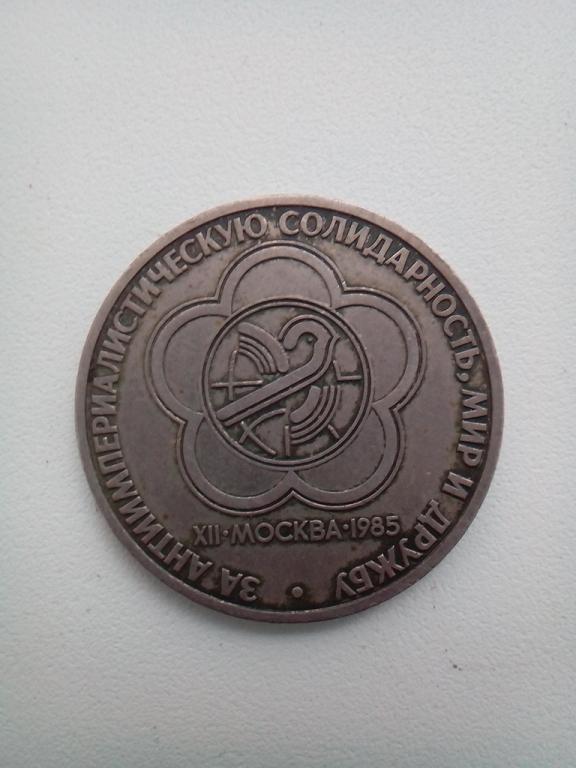 ЗА АНТИИМПЕРИАЛИСТИЧЕСКУЮ СОЛИДАРНОСТЬ, МИР И ДРУЖБУ •
XII·МОСКВА·1985